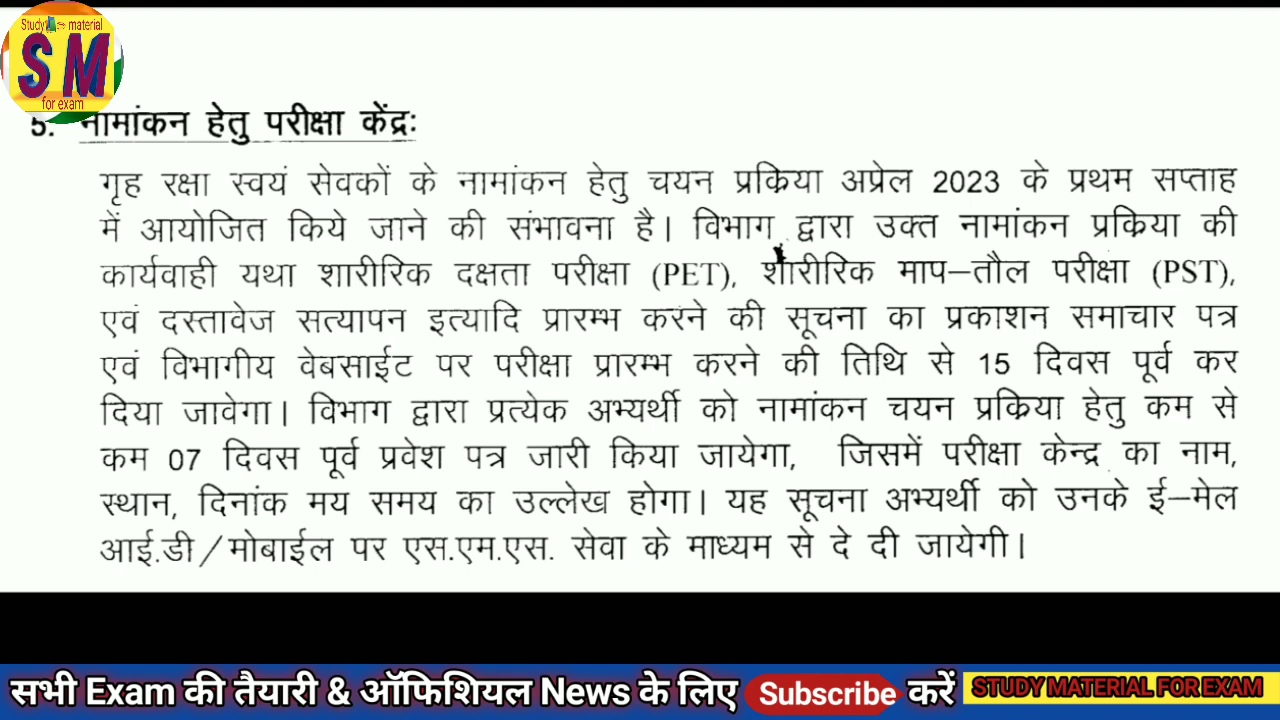 Study material
SM
for exam
5. नामांकन हेतु परीक्षा केंद्रः
गृह रक्षा स्वयं सेवकों के नामांकन हेतु चयन प्रक्रिया अप्रेल 2023 के प्रथम सप्ताह
में आयोजित किये जाने की संभावना है। विभाग द्वारा उक्त नामांकन प्रक्रिया की
कार्यवाही यथा शारीरिक दक्षता परीक्षा (PET), शारीरिक माप–तौल परीक्षा (PST),
एवं दस्तावेज सत्यापन इत्यादि प्रारम्भ करने की सूचना का प्रकाशन समाचार पत्र
एवं विभागीय वेबसाईट पर परीक्षा प्रारम्भ करने की तिथि से 15 दिवस पूर्व कर
दिया जावेगा। विभाग द्वारा प्रत्येक अभ्यर्थी को नामांकन चयन प्रक्रिया हेतु कम से
कम 07 दिवस पूर्व प्रवेश पत्र जारी किया जायेगा, जिसमें परीक्षा केन्द्र का नाम,
स्थान, दिनांक मय समय का उल्लेख होगा। यह सूचना अभ्यर्थी को उनके ई–मेल
आई.डी/मोबाईल पर एस.एम.एस. सेवा के माध्यम से दे दी जायेगी।
सभी Exam की तैयारी & ऑफिशियल News के लिए Subscribe करें STUDY MATERIAL FOR EXAM